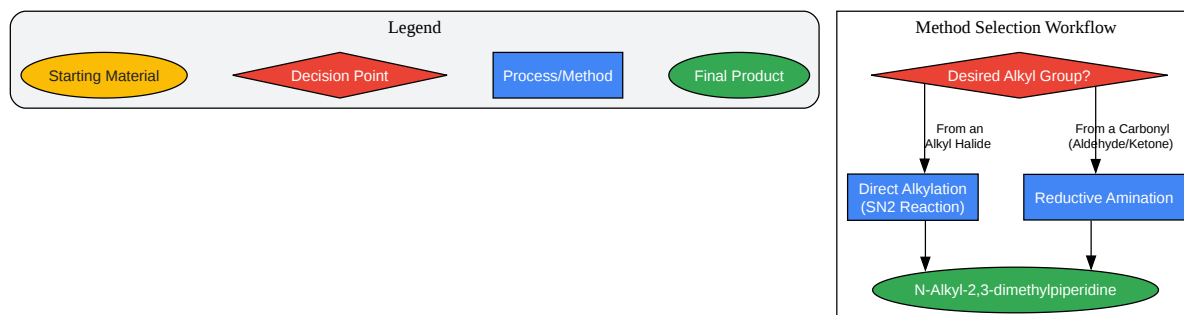 Legend
Starting Material
Decision Point
Process/Method
Final Product
Method Selection Workflow
Desired Alkyl Group?
From an
Alkyl Halide
From a Carbonyl
(Aldehyde/Ketone)
Direct Alkylation
(SN2 Reaction)
Reductive Amination
N-Alkyl-2,3-dimethylpiperidine